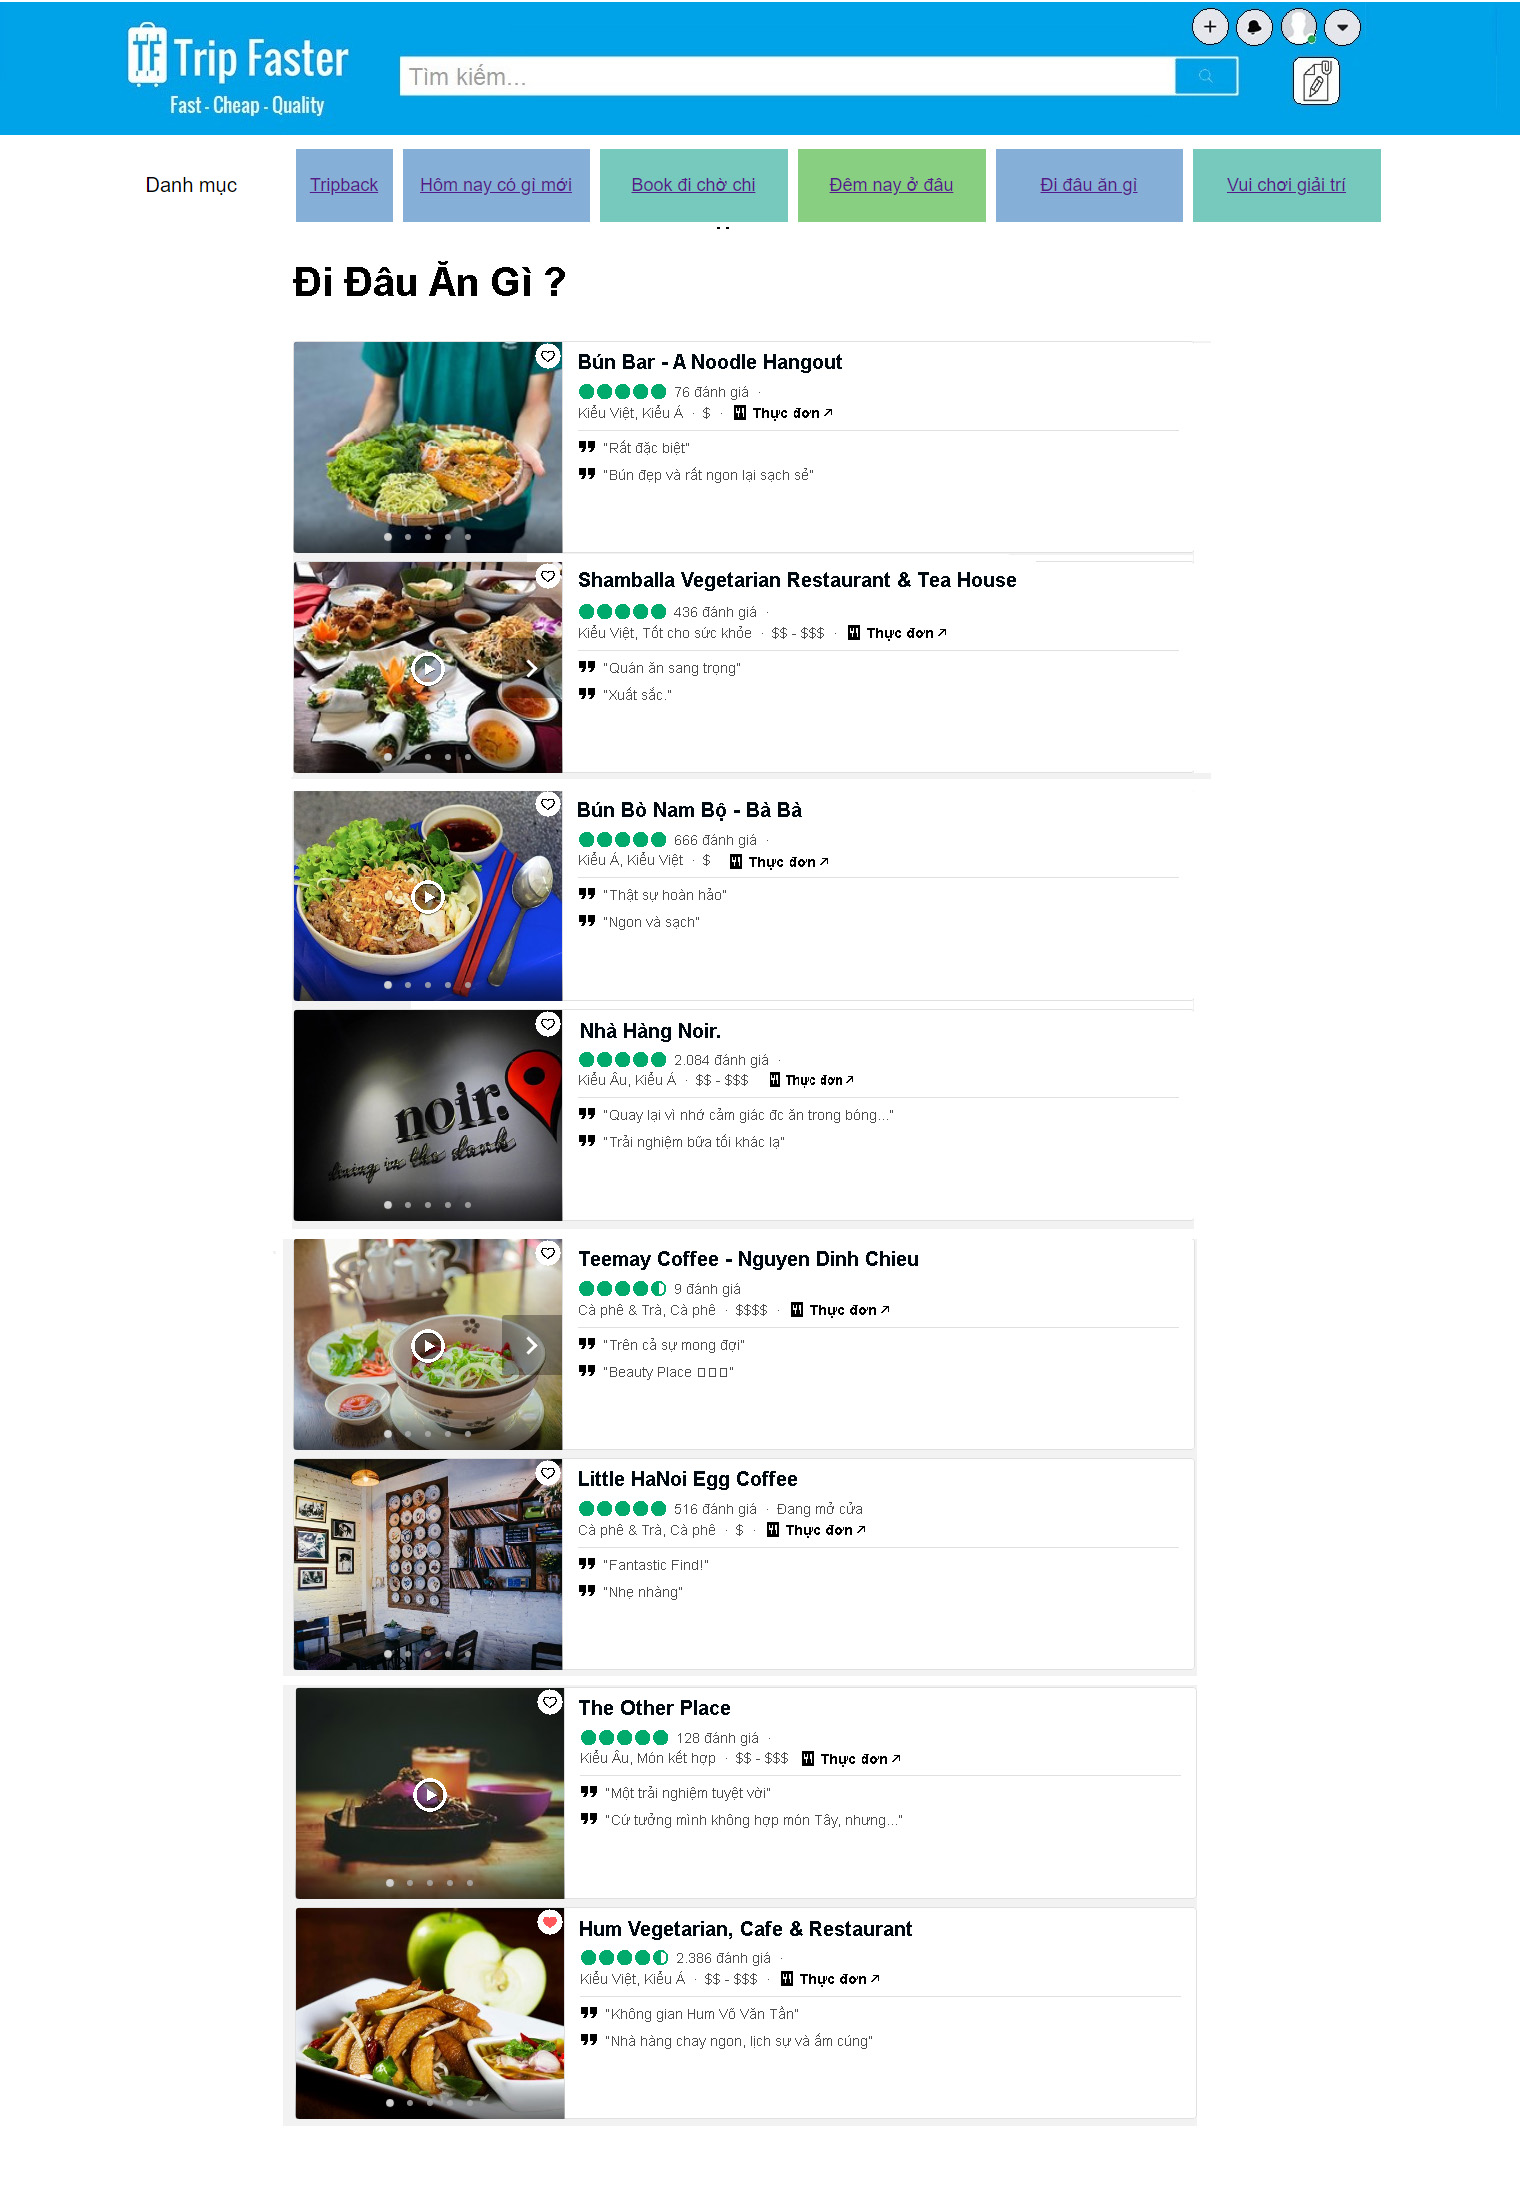 TF Trip Faster
Fast - Cheap - Quality
Tìm kiếm...
Danh mục
Tripback
Hôm nay có gì mới
Book đi chờ chi
Đêm nay ở đâu
Đi đâu ăn gì
Vui chơi giải trí
Đi Đâu Ăn Gì ?
Bún Bar - A Noodle Hangout
76 đánh giá ·
Kiểu Việt, Kiểu Á · $ · Thực đơn
"Rất đặc biệt"
"Bún đẹp và rất ngon lại sạch sẽ"
Shamballa Vegetarian Restaurant & Tea House
436 đánh giá ·
Kiểu Việt, Tốt cho sức khỏe · $$ - $$$ · Thực đơn
"Quán ăn sang trọng"
"Xuất sắc."
Bún Bò Nam Bộ - Bà Bà
666 đánh giá ·
Kiểu Á, Kiểu Việt · $ Thực đơn
"Thật sự hoàn hảo"
"Ngon và sạch"
noir.
dining in the dark
Nhà Hàng Noir.
2.084 đánh giá ·
Kiểu Âu, Kiểu Á · $$ - $$$ Thực đơn
"Quay lại vì nhớ cảm giác đc ăn trong bóng..."
"Trải nghiệm bữa tối khác lạ"
Teemay Coffee - Nguyen Dinh Chieu
9 đánh giá
Cà phê & Trà, Cà phê · $$$$ · Thực đơn
"Trên cả sự mong đợi"
"Beauty Place □□□"
Little HaNoi Egg Coffee
516 đánh giá · Đang mở cửa
Cà phê & Trà, Cà phê · $ · Thực đơn
"Fantastic Find!"
"Nhẹ nhàng"
The Other Place
128 đánh giá ·
Kiểu Âu, Món kết hợp · $$ - $$$ Thực đơn
"Một trải nghiệm tuyệt vời"
"Cứ tưởng mình không hợp món Tây, nhưng..."
Hum Vegetarian, Cafe & Restaurant
2.386 đánh giá ·
Kiểu Việt, Kiểu Á · $$ - $$$ · Thực đơn
"Không gian Hum Võ Văn Tần"
"Nhà hàng chay ngon, lịch sự và ấm cúng"